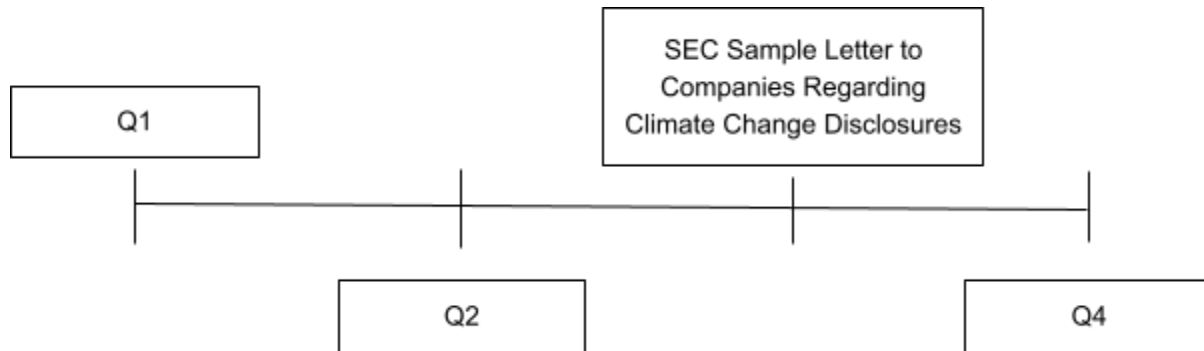 Q1
SEC Sample Letter to
Companies Regarding
Climate Change Disclosures
Q2
Q4